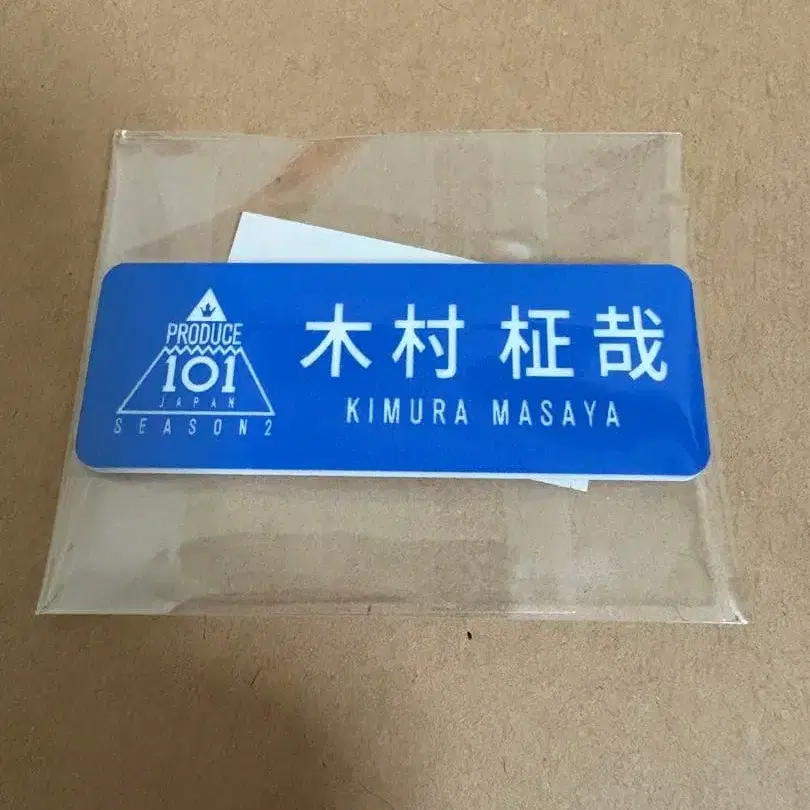 PRODUCE
101
JAPAN
SEASON2
木村 柾哉
KIMURA MASAYA